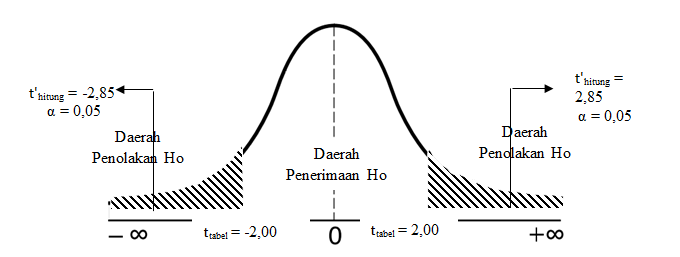 t'hitung = -2,85
α = 0,05
Daerah
Penolakan Ho
Daerah
Penerimaan Ho
t'hitung =
2,85
α = 0,05
Daerah
Penolakan Ho
– ∞
ttabel = -2,00
0
ttabel = 2,00
+∞